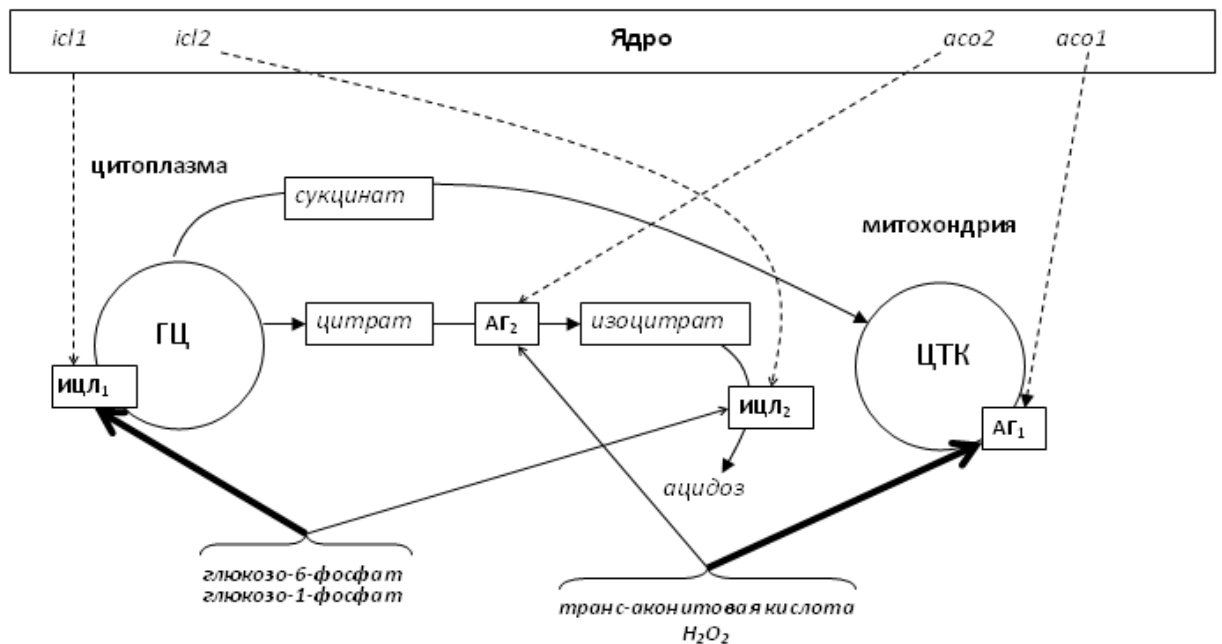 icl1 icl2 Ядро aco2 aco1
цитоплазма
сукцинат
митохондрия
ГЦ
цитрат
АГ₂
изоцитрат
ЦТК
ИЦЛ₁
ИЦЛ₂
АГ₁
ацидоз
глюкозо-6-фосфат
глюкозо-1-фосфат
транс-аконитовая кислота
H₂O₂